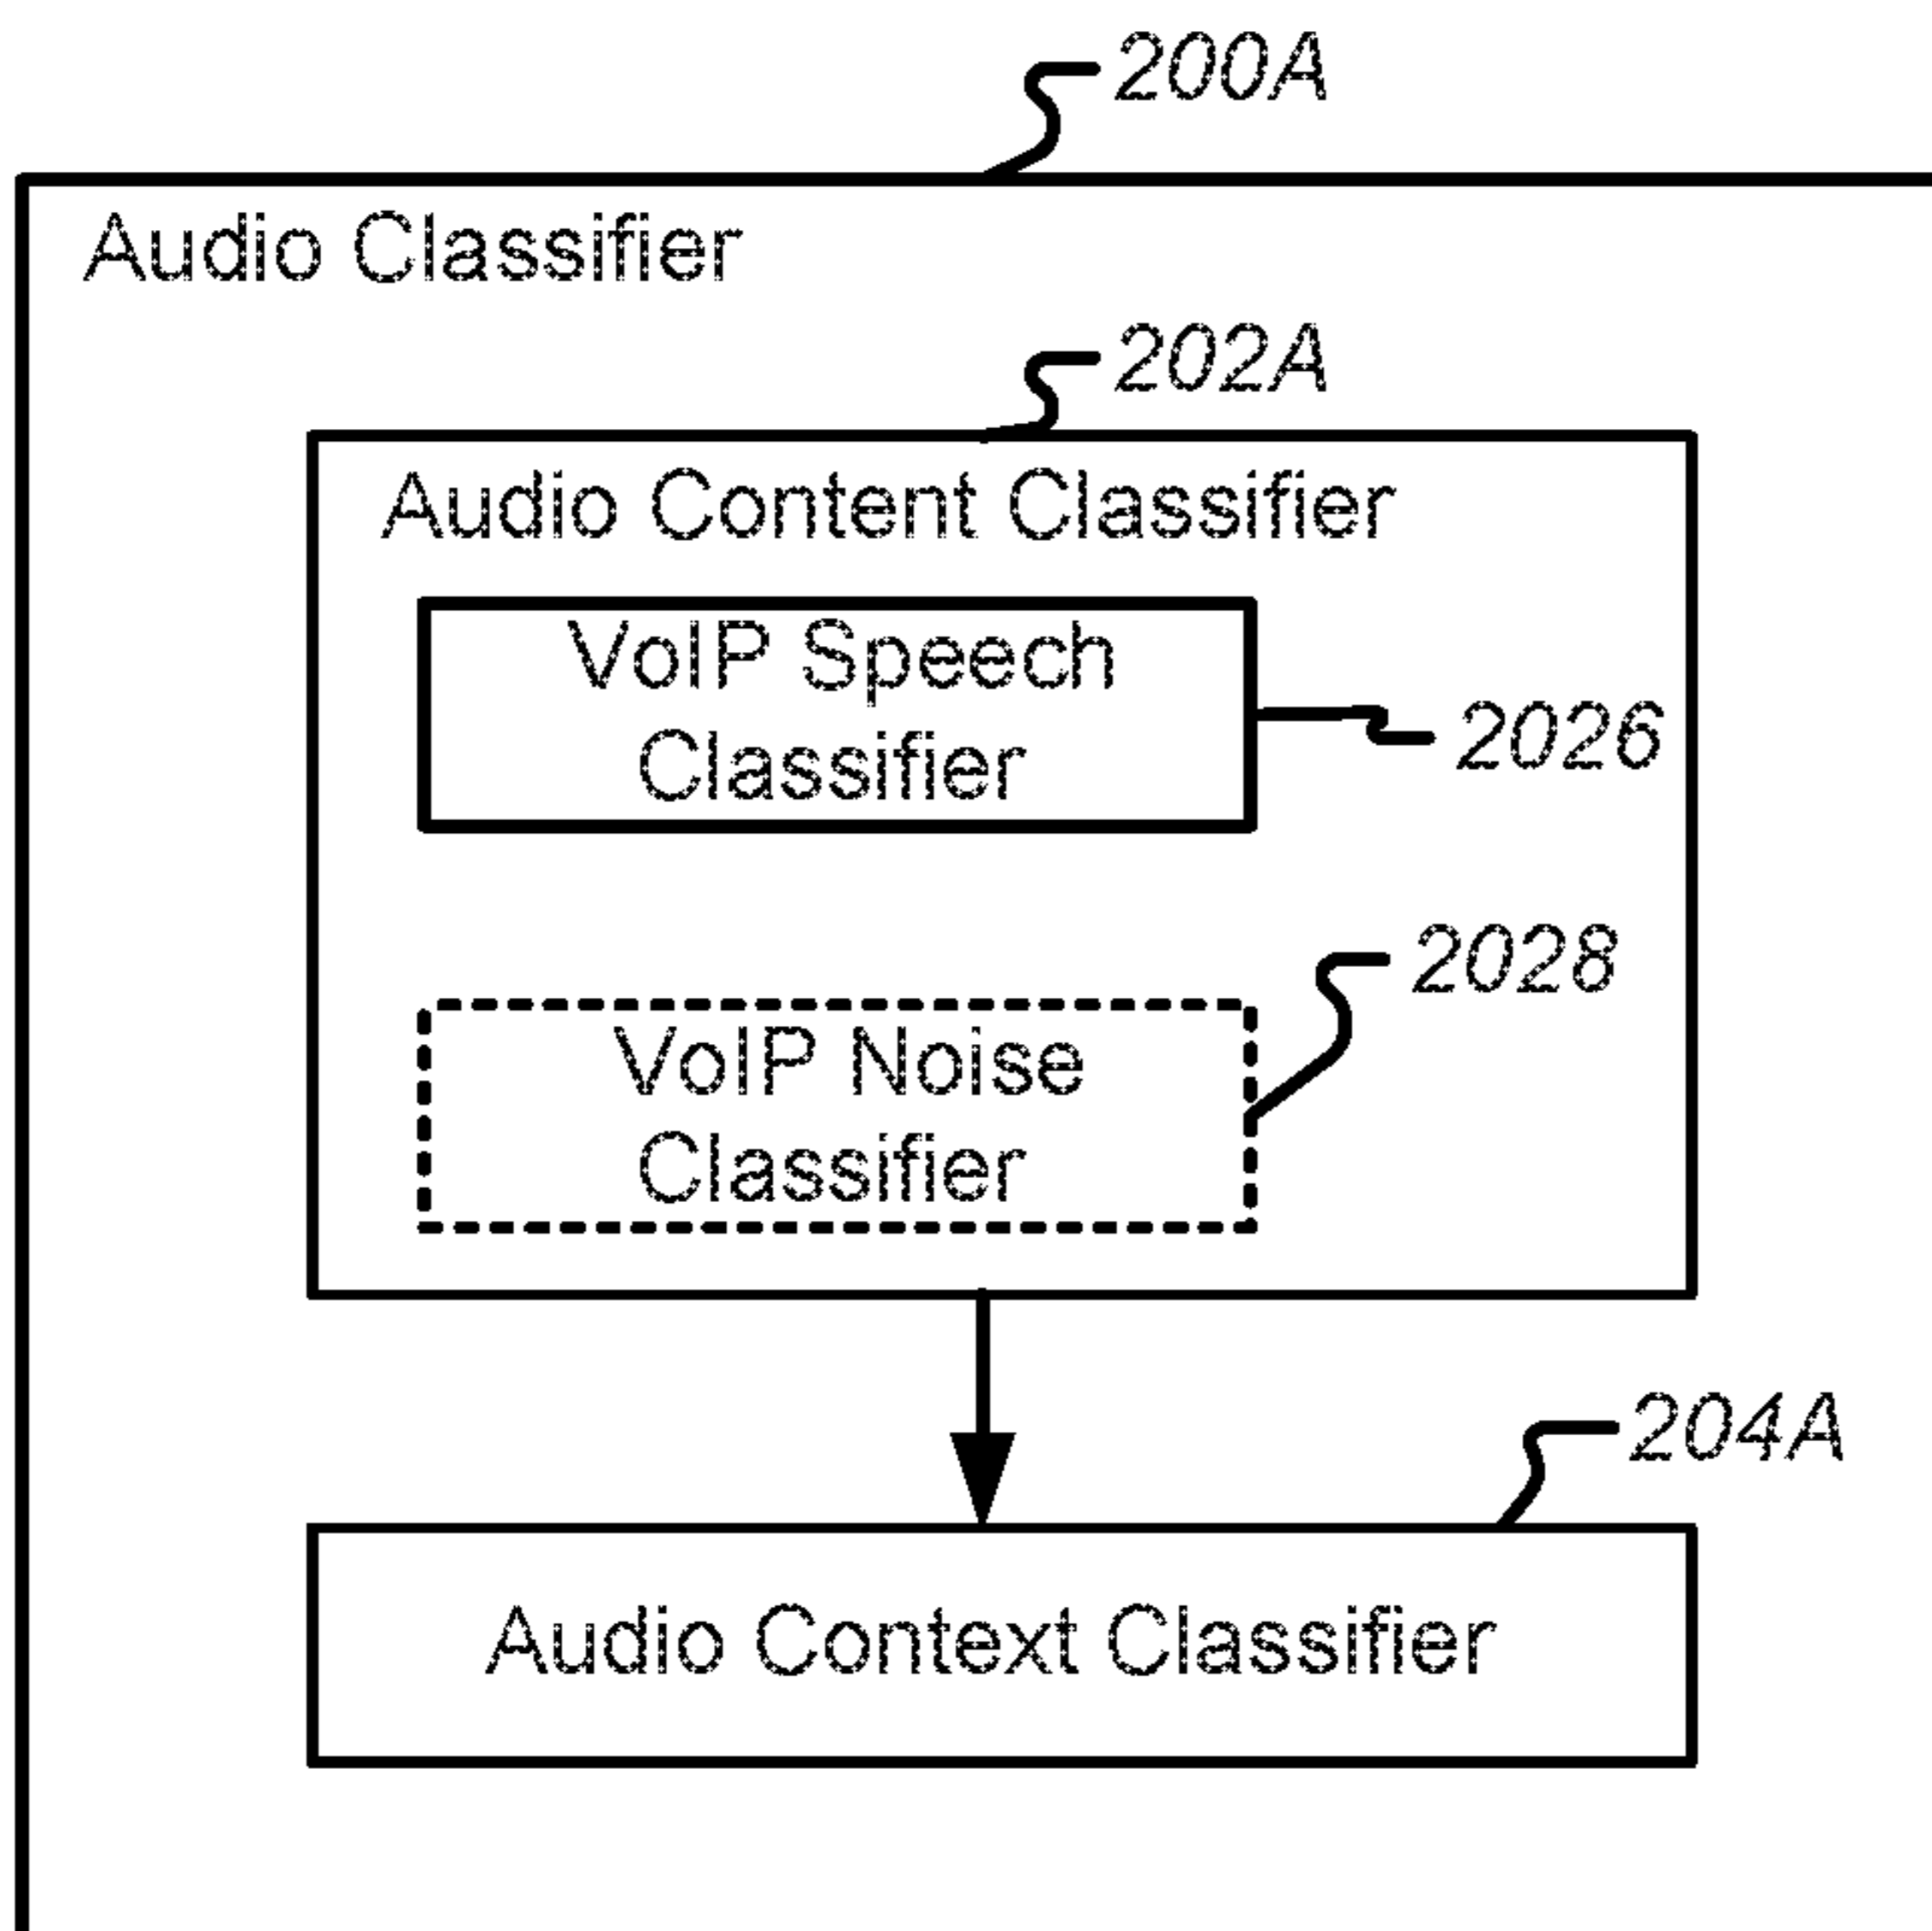 200A
Audio Classifier
202A
Audio Content Classifier
VoIP Speech
Classifier
2026
2028
VoIP Noise
Classifier
204A
Audio Context Classifier